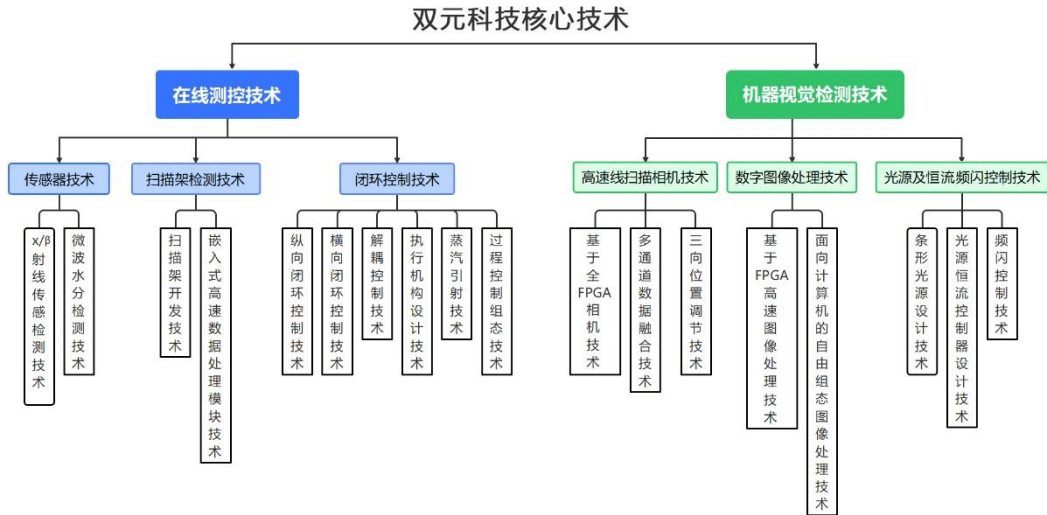 双元科技核心技术
在线测控技术
机器视觉检测技术
传感器技术
扫描架检测技术
闭环控制技术
高速线扫描相机技术
数字图像处理技术
光源及恒流频闪控制技术
x/β射线传感检测技术
微波水分检测技术
扫描架开发技术
嵌入式高速数据处理模块技术
纵向闭环控制技术
横向闭环控制技术
解耦控制技术
执行机构设计技术
蒸汽引射技术
过程控制组态技术
基于全FPGA相机技术
多通道数据融合技术
三向位置调节技术
基于FPGA高速图像处理技术
面向计算机的自由组态图像处理技术
条形光源设计技术
光源恒流控制器设计技术
频闪控制技术